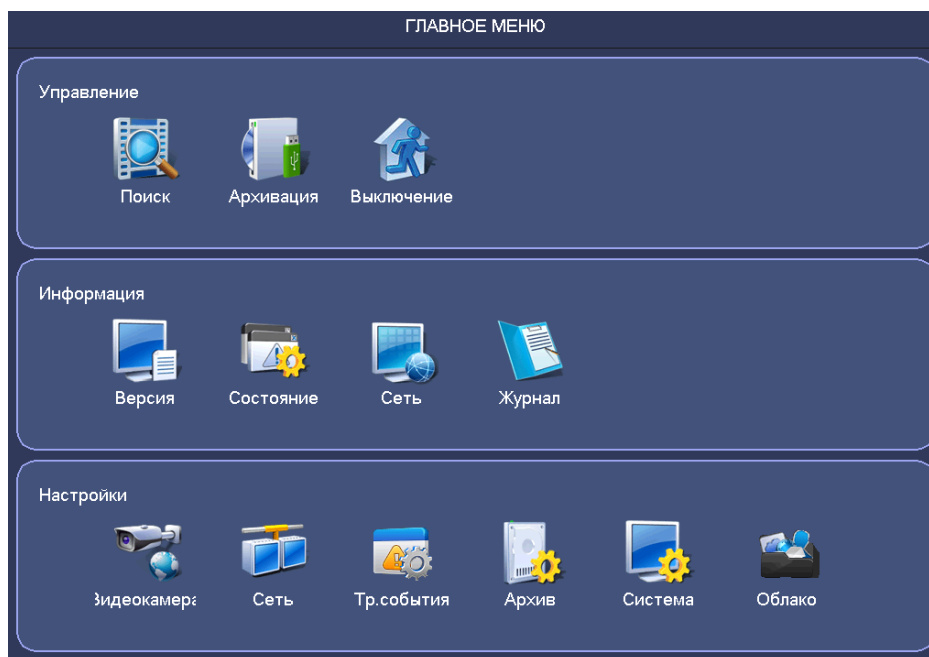 ГЛАВНОЕ МЕНЮ
Управление
Поиск Архивация Выключение
Информация
Версия Состояние Сеть Журнал
Настройки
Видеокамера Сеть Тр.события Архив Система Облако